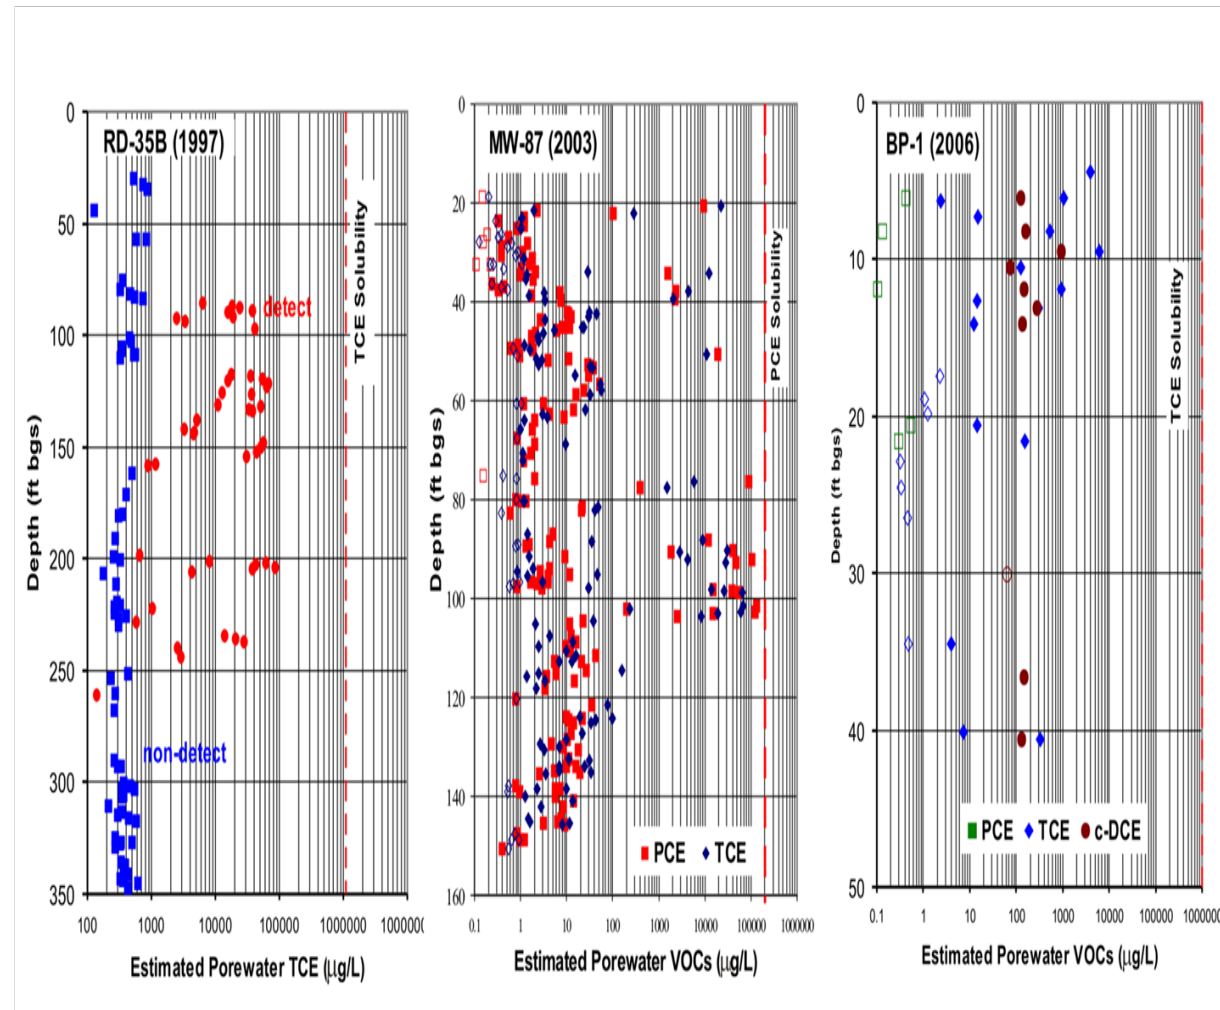 RD-35B (1997)
0
50
100
150
200
250
300
350
Depth (ft bgs)
detect
non-detect
TCE Solubility
100
1000
10000
100000
1000000
Estimated Porewater TCE (µg/L)
MW-87 (2003)
0
20
40
60
80
100
120
140
160
Depth (ft bgs)
PCE Solubility
PCE
TCE
0.1
1
10
100
1000
10000
100000
1000000
Estimated Porewater VOCs (µg/L)
BP-1 (2006)
0
10
20
30
40
50
Depth (ft bgs)
TCE Solubility
PCE
TCE
c-DCE
0.1
1
10
100
1000
10000
100000
Estimated Porewater VOCs (µg/L)